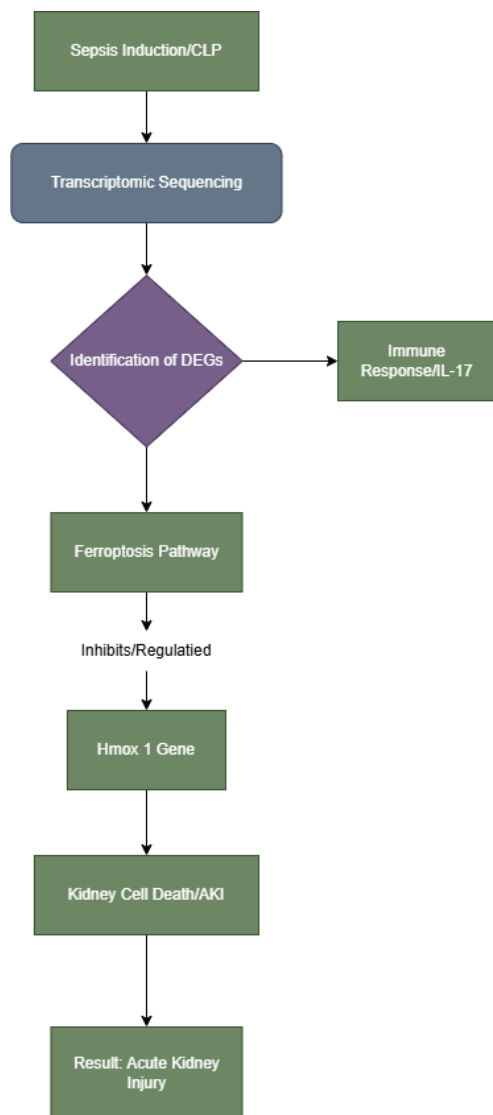 Sepsis Induction/CLP
Transcriptomic Sequencing
Identification of DEGs
Immune
Response/IL-17
Ferroptosis Pathway
Inhibits/Regulatied
Hmox 1 Gene
Kidney Cell Death/AKI
Result: Acute Kidney
Injury